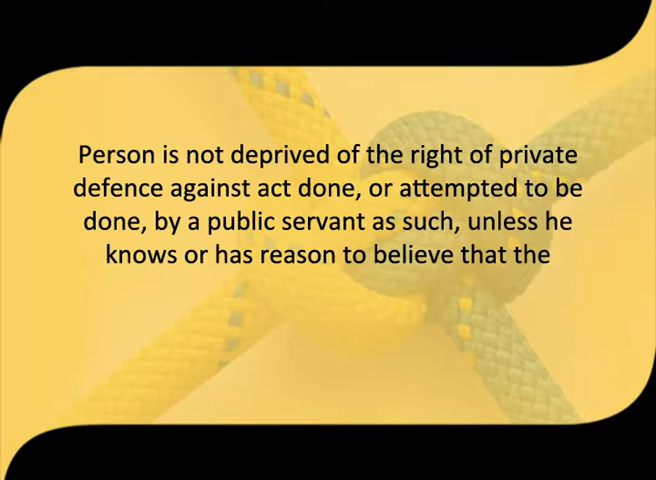 Person is not deprived of the right of private
defence against act done, or attempted to be
done, by a public servant as such, unless he
knows or has reason to believe that the